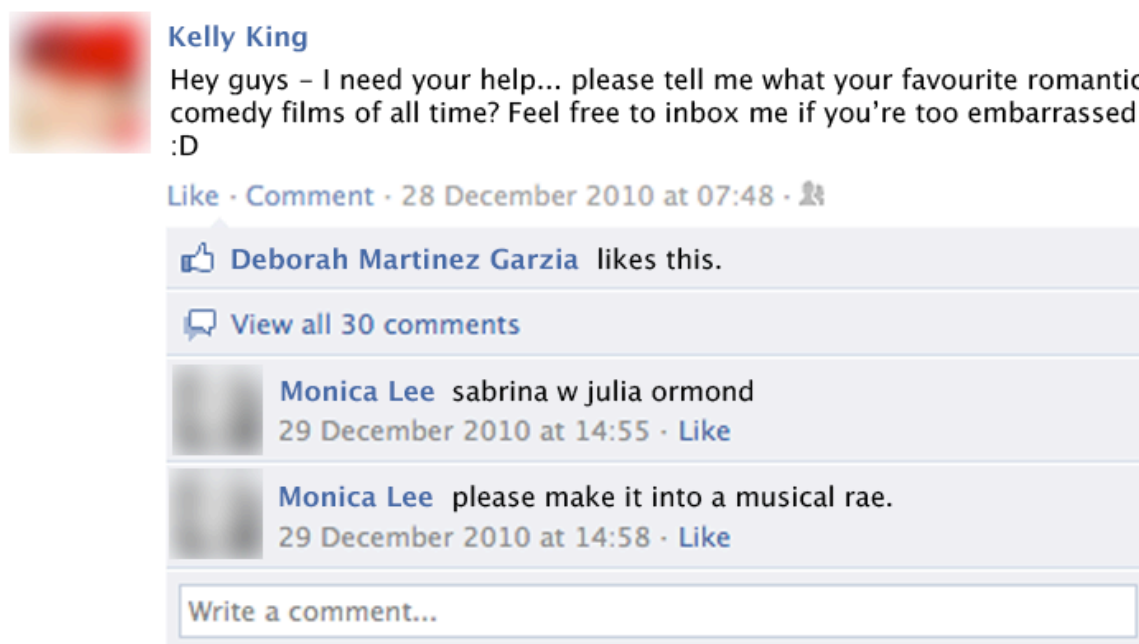 Kelly King
Hey guys – I need your help... please tell me what your favourite romantic
comedy films of all time? Feel free to inbox me if you're too embarrassed
:D
Like · Comment · 28 December 2010 at 07:48 ·
Deborah Martinez Garzia likes this.
View all 30 comments
Monica Lee sabrina w julia ormond
29 December 2010 at 14:55 · Like
Monica Lee please make it into a musical rae.
29 December 2010 at 14:58 · Like
Write a comment...